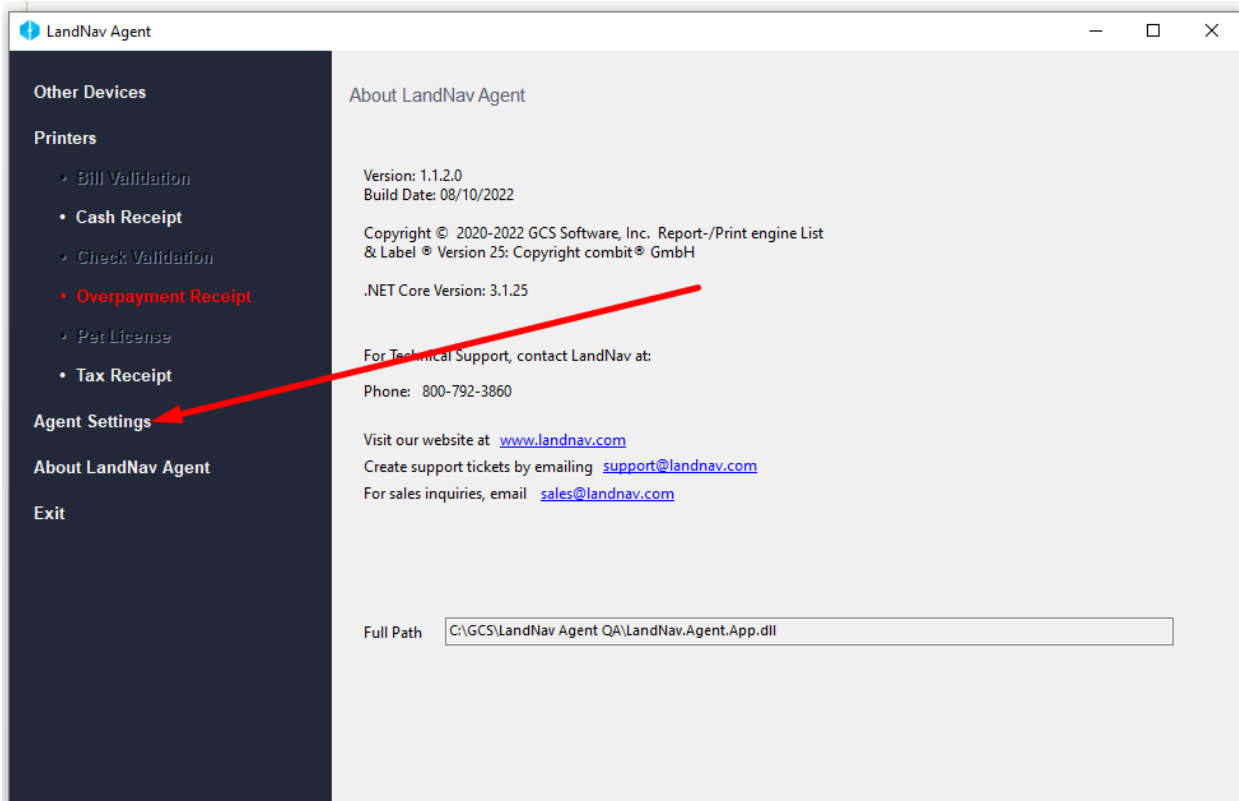 LandNav Agent
Other Devices
Printers
• Bill Validation
• Cash Receipt
• Check Validation
• Overpayment Receipt
• Pet License
• Tax Receipt
Agent Settings
About LandNav Agent
Exit
About LandNav Agent
Version: 1.1.2.0
Build Date: 08/10/2022
Copyright © 2020-2022 GCS Software, Inc. Report-/Print engine List
& Label ® Version 25: Copyright combit® GmbH
.NET Core Version: 3.1.25
For Technical Support, contact LandNav at:
Phone: 800-792-3860
Visit our website at www.landnav.com
Create support tickets by emailing support@landnav.com
For sales inquiries, email sales@landnav.com
Full Path C:\GCS\LandNav Agent QA\LandNav.Agent.App.dll